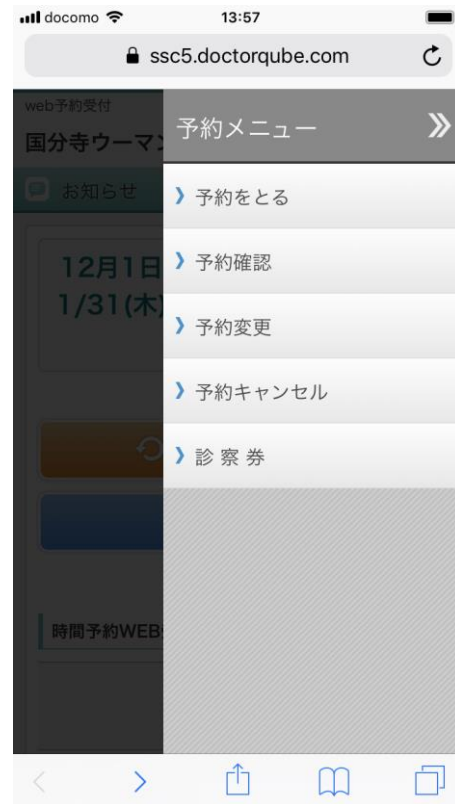 docomo 13:57
ssc5.doctorqube.com
web予約受付
国分寺ウーマン
お知らせ
12月1日
1/31(木)
時間予約WEB
予約メニュー
予約をとる
予約確認
予約変更
予約キャンセル
診 察 券